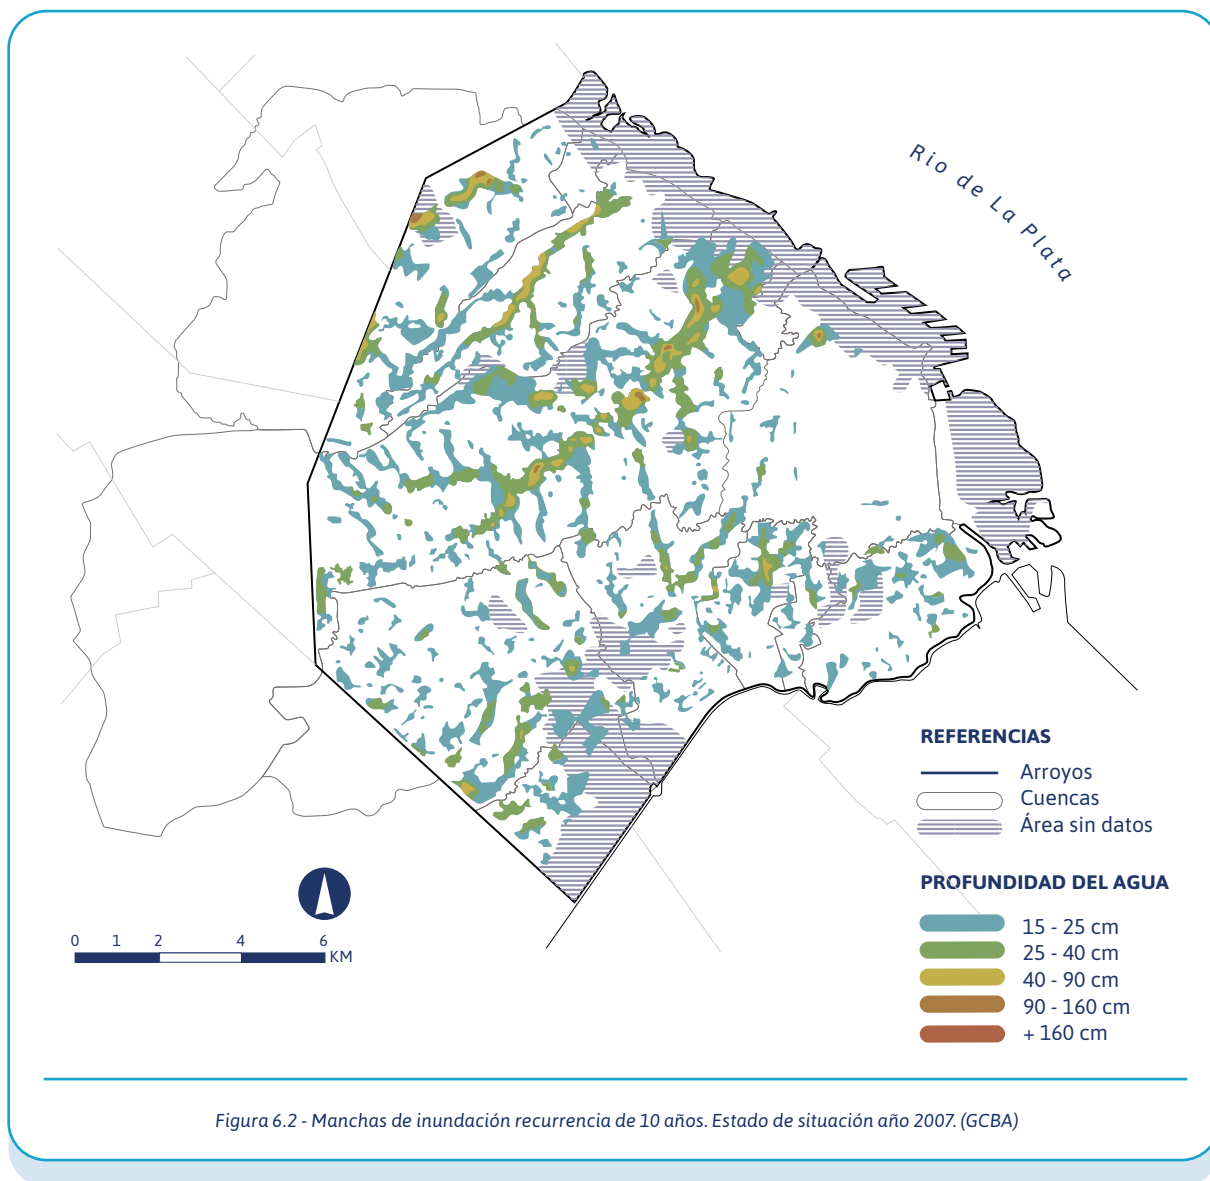 Rio de La Plata
REFERENCIAS
Arroyos
Cuencas
Área sin datos
PROFUNDIDAD DEL AGUA
15 - 25 cm
25 - 40 cm
40 - 90 cm
90 - 160 cm
+ 160 cm
0 1 2 4 6
KM
Figura 6.2 - Manchas de inundación recurrencia de 10 años. Estado de situación año 2007. (GCBA)